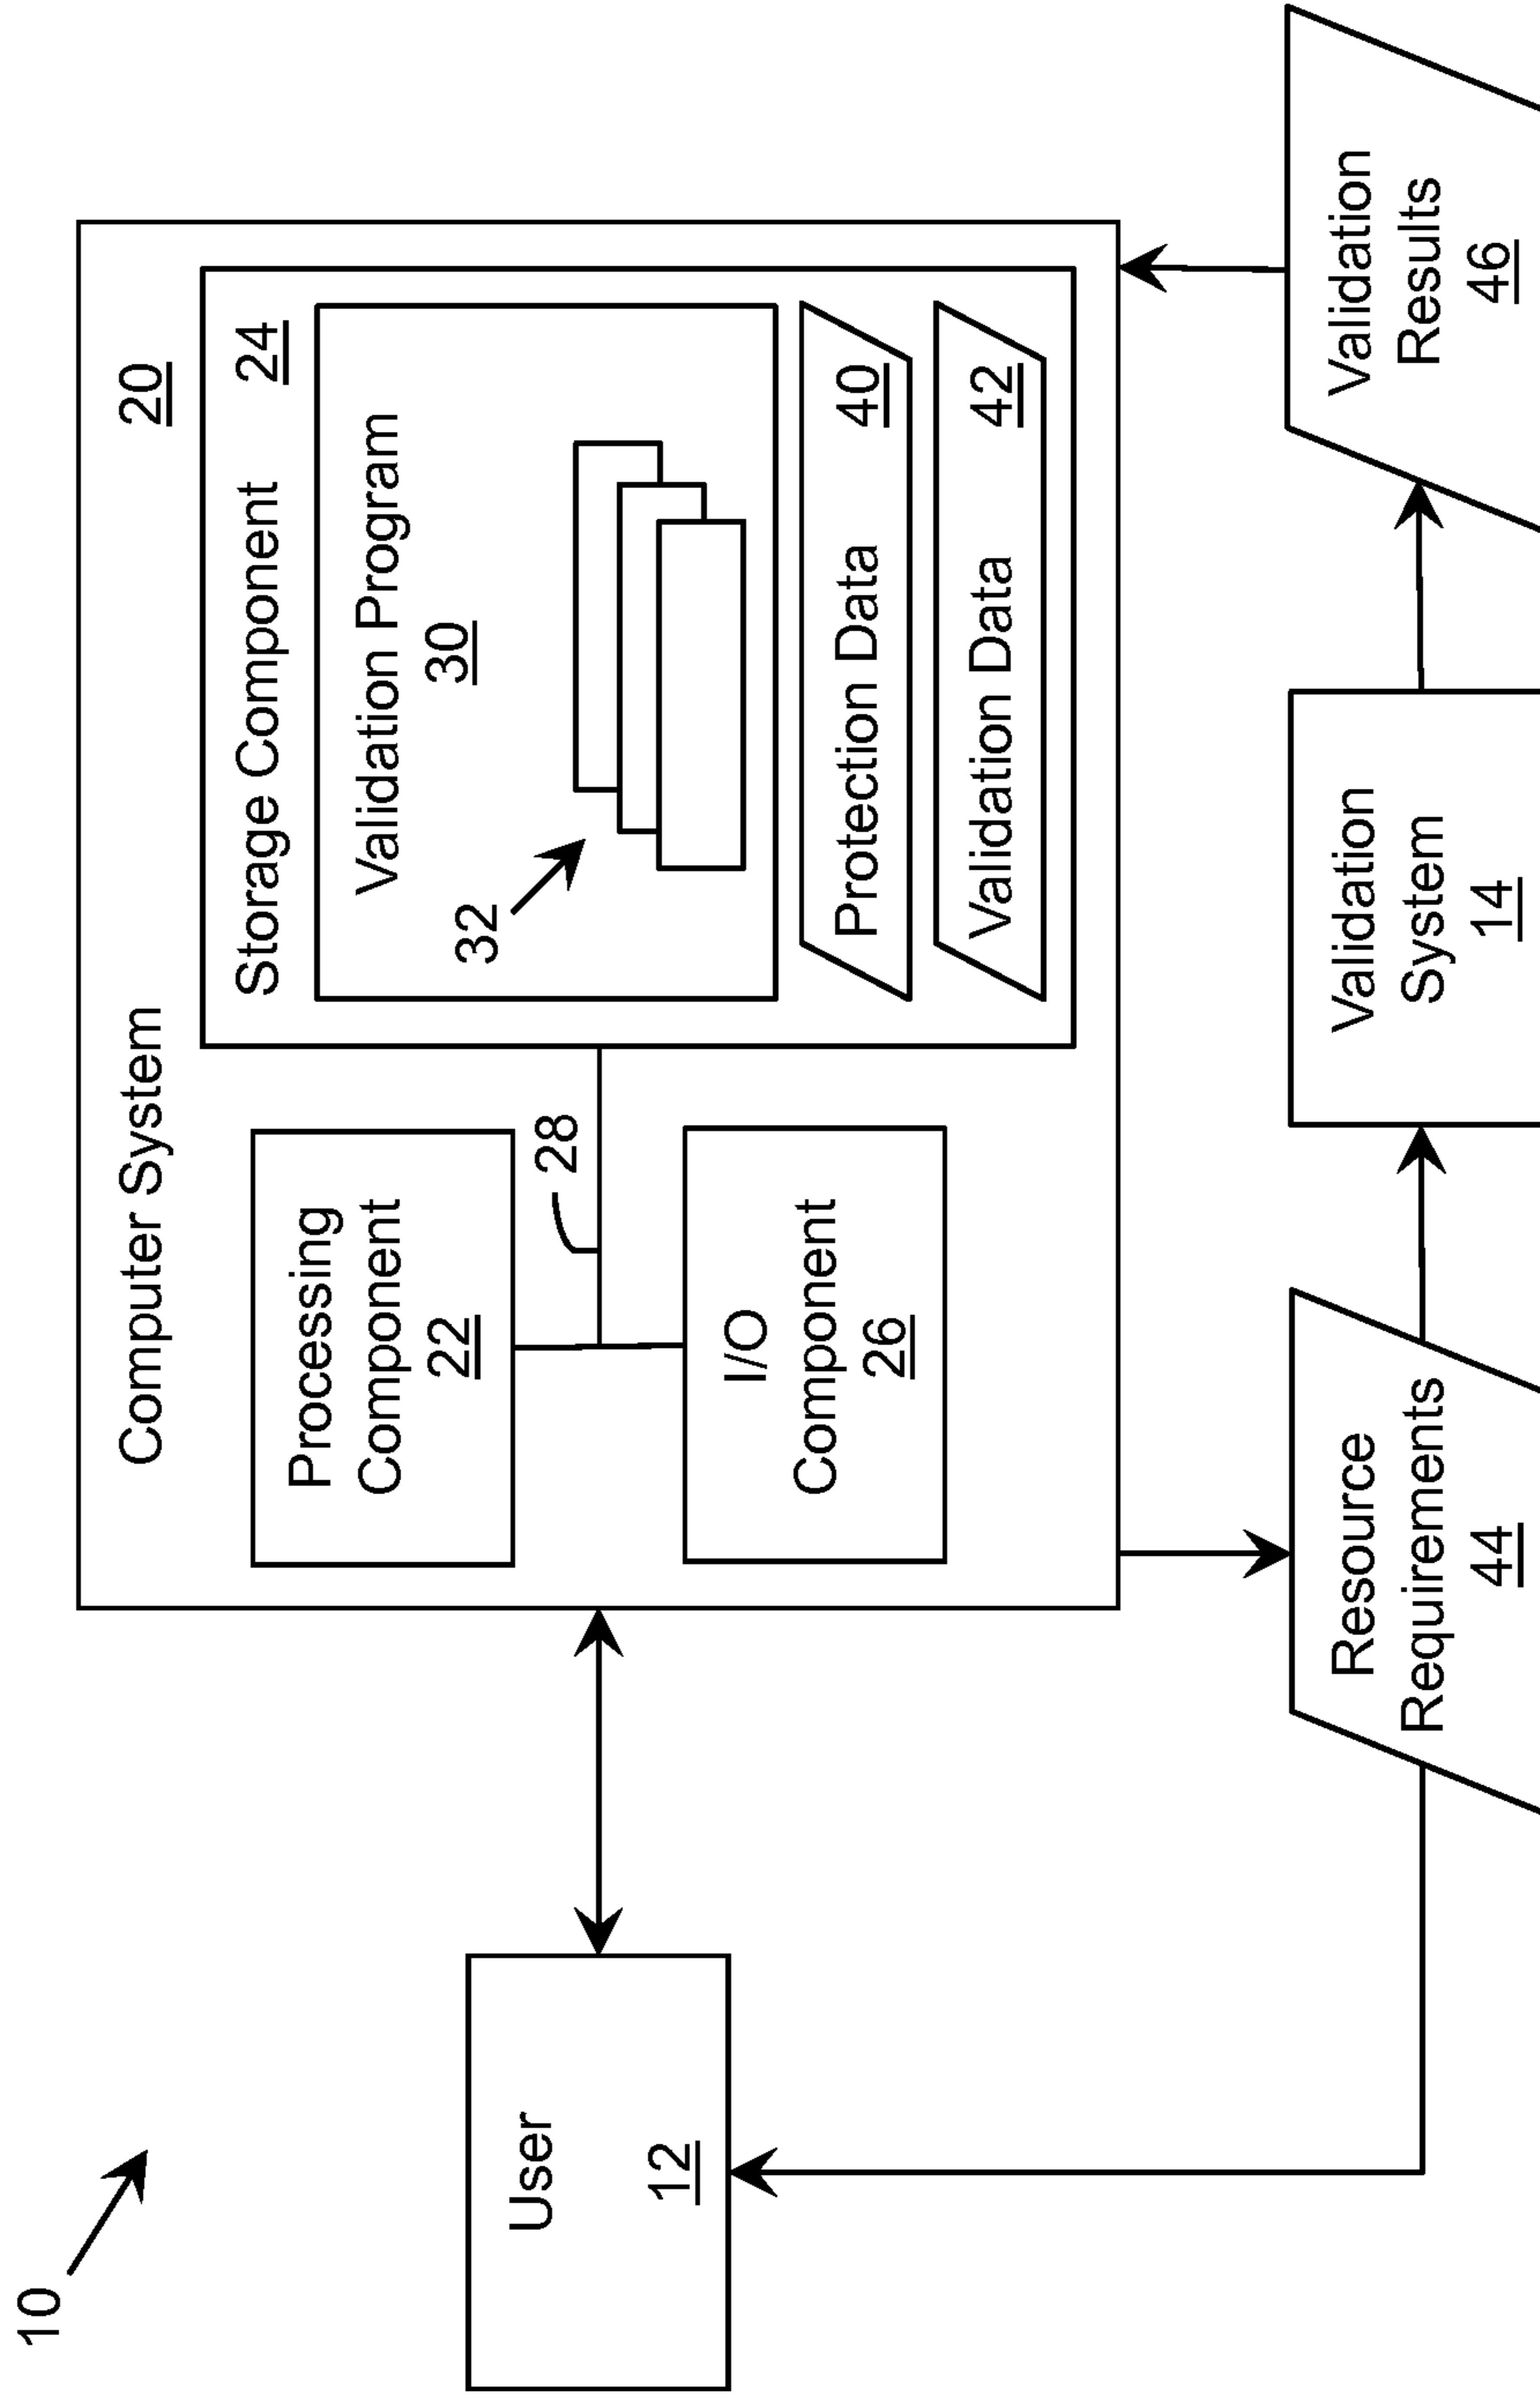 10
Computer System
20
Processing
Component
22
28
I/O
Component
26
Storage Component 24
Validation Program
30
32
Protection Data 40
Validation Data 42
User
12
Resource
Requirements
44
Validation
System
14
Validation
Results
46